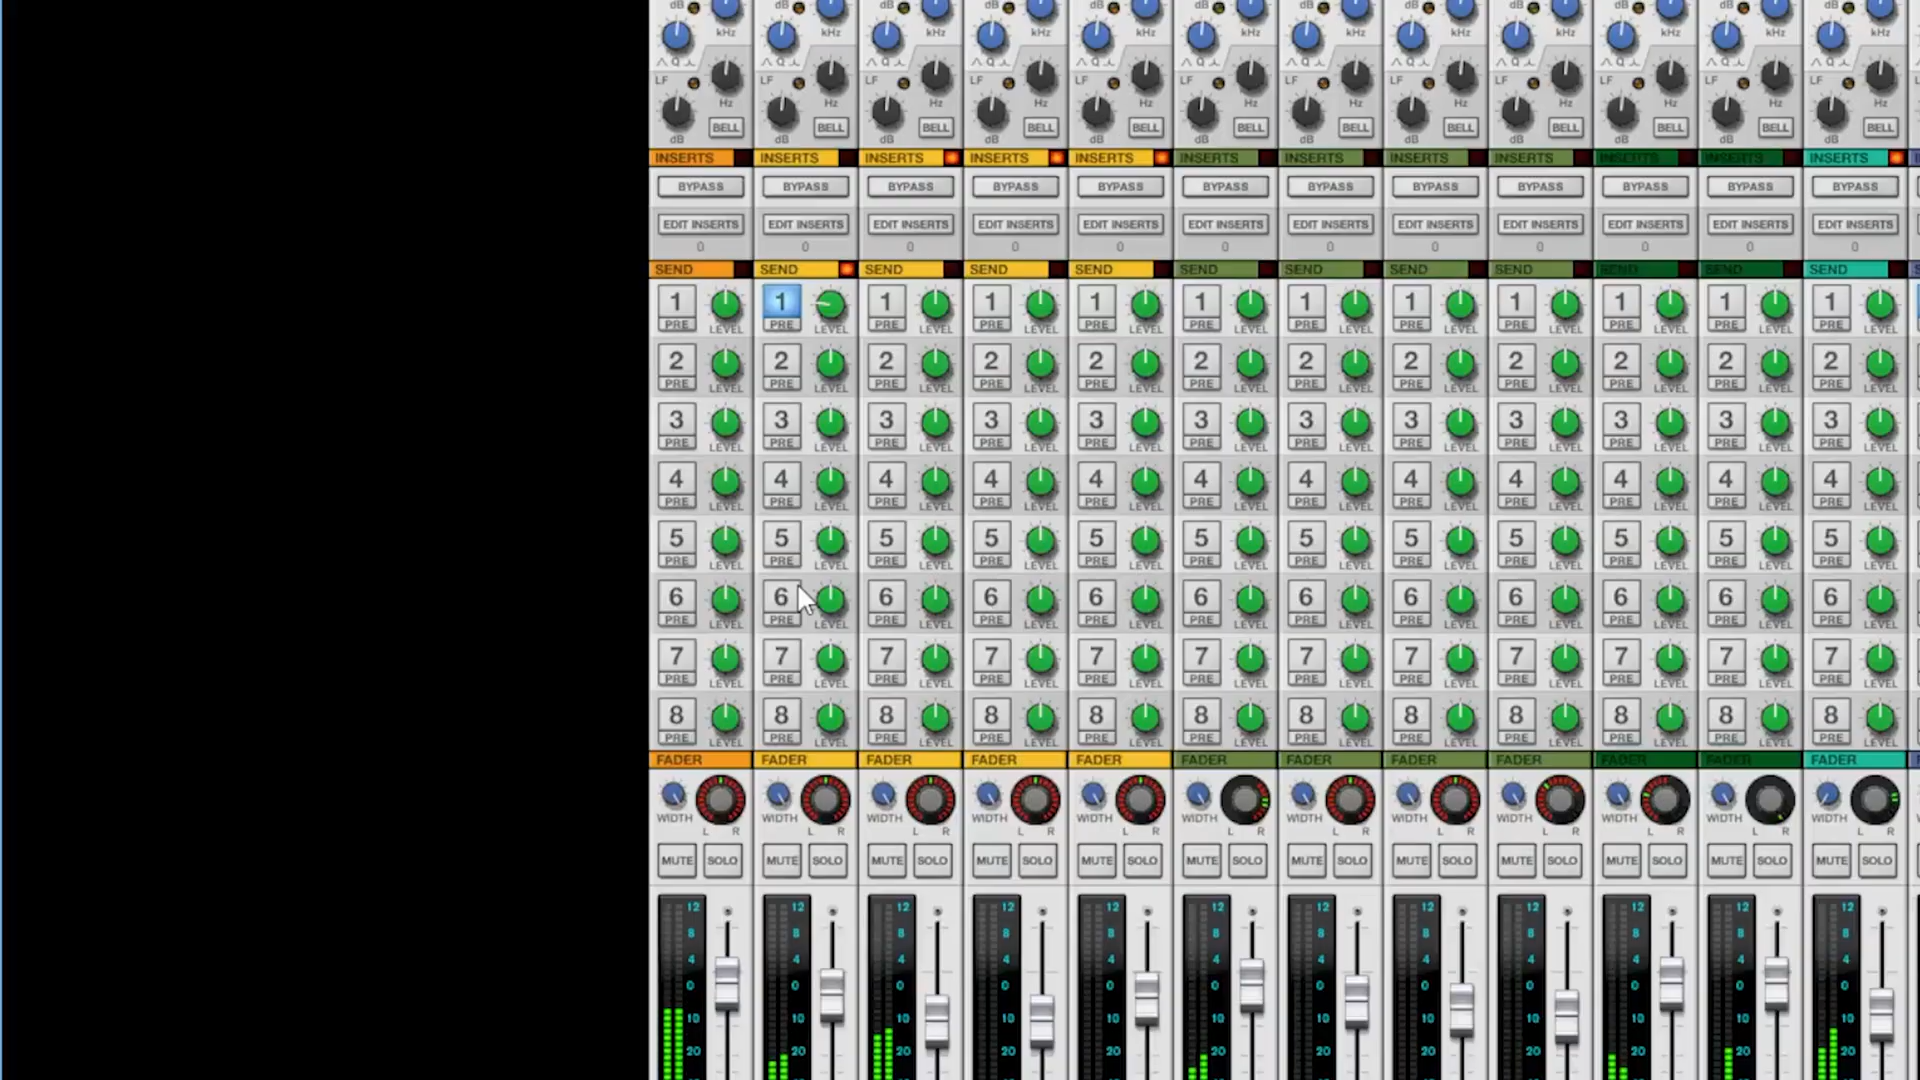 dB dB dB dB dB dB dB dB dB dB dB dB
kHz kHz kHz kHz kHz kHz kHz kHz kHz kHz kHz kHz
Q Q Q Q Q Q Q Q Q Q Q Q
LF LF LF LF LF LF LF LF LF LF LF LF
Hz Hz Hz Hz Hz Hz Hz Hz Hz Hz Hz Hz
BELL BELL BELL BELL BELL BELL BELL BELL BELL BELL BELL BELL
dB dB dB dB dB dB dB dB dB dB dB dB
INSERTS INSERTS INSERTS INSERTS INSERTS INSERTS INSERTS INSERTS INSERTS INSERTS INSERTS INSERTS
BYPASS BYPASS BYPASS BYPASS BYPASS BYPASS BYPASS BYPASS BYPASS BYPASS BYPASS BYPASS
EDIT INSERTS EDIT INSERTS EDIT INSERTS EDIT INSERTS EDIT INSERTS EDIT INSERTS EDIT INSERTS EDIT INSERTS EDIT INSERTS EDIT INSERTS EDIT INSERTS EDIT INSERTS
0 0 0 0 0 0 0 0 0 0 0 0
SEND SEND SEND SEND SEND SEND SEND SEND SEND SEND SEND SEND
1 1 1 1 1 1 1 1 1 1 1 1
PRE LEVEL PRE LEVEL PRE LEVEL PRE LEVEL PRE LEVEL PRE LEVEL PRE LEVEL PRE LEVEL PRE LEVEL PRE LEVEL PRE LEVEL PRE LEVEL
2 2 2 2 2 2 2 2 2 2 2 2
PRE LEVEL PRE LEVEL PRE LEVEL PRE LEVEL PRE LEVEL PRE LEVEL PRE LEVEL PRE LEVEL PRE LEVEL PRE LEVEL PRE LEVEL PRE LEVEL
3 3 3 3 3 3 3 3 3 3 3 3
PRE LEVEL PRE LEVEL PRE LEVEL PRE LEVEL PRE LEVEL PRE LEVEL PRE LEVEL PRE LEVEL PRE LEVEL PRE LEVEL PRE LEVEL PRE LEVEL
4 4 4 4 4 4 4 4 4 4 4 4
PRE LEVEL PRE LEVEL PRE LEVEL PRE LEVEL PRE LEVEL PRE LEVEL PRE LEVEL PRE LEVEL PRE LEVEL PRE LEVEL PRE LEVEL PRE LEVEL
5 5 5 5 5 5 5 5 5 5 5 5
PRE LEVEL PRE LEVEL PRE LEVEL PRE LEVEL PRE LEVEL PRE LEVEL PRE LEVEL PRE LEVEL PRE LEVEL PRE LEVEL PRE LEVEL PRE LEVEL
6 6 6 6 6 6 6 6 6 6 6 6
PRE LEVEL PRE LEVEL PRE LEVEL PRE LEVEL PRE LEVEL PRE LEVEL PRE LEVEL PRE LEVEL PRE LEVEL PRE LEVEL PRE LEVEL PRE LEVEL
7 7 7 7 7 7 7 7 7 7 7 7
PRE LEVEL PRE LEVEL PRE LEVEL PRE LEVEL PRE LEVEL PRE LEVEL PRE LEVEL PRE LEVEL PRE LEVEL PRE LEVEL PRE LEVEL PRE LEVEL
8 8 8 8 8 8 8 8 8 8 8 8
PRE LEVEL PRE LEVEL PRE LEVEL PRE LEVEL PRE LEVEL PRE LEVEL PRE LEVEL PRE LEVEL PRE LEVEL PRE LEVEL PRE LEVEL PRE LEVEL
FADER FADER FADER FADER FADER FADER FADER FADER FADER FADER FADER FADER
WIDTH WIDTH WIDTH WIDTH WIDTH WIDTH WIDTH WIDTH WIDTH WIDTH WIDTH WIDTH
L R L R L R L R L R L R L R L R L R L R L R L R
MUTE SOLO MUTE SOLO MUTE SOLO MUTE SOLO MUTE SOLO MUTE SOLO MUTE SOLO MUTE SOLO MUTE SOLO MUTE SOLO MUTE SOLO MUTE SOLO
12 12 12 12 12 12 12 12 12 12 12 12
8 8 8 8 8 8 8 8 8 8 8 8
4 4 4 4 4 4 4 4 4 4 4 4
0 0 0 0 0 0 0 0 0 0 0 0
10 10 10 10 10 10 10 10 10 10 10 10
20 20 20 20 20 20 20 20 20 20 20 20